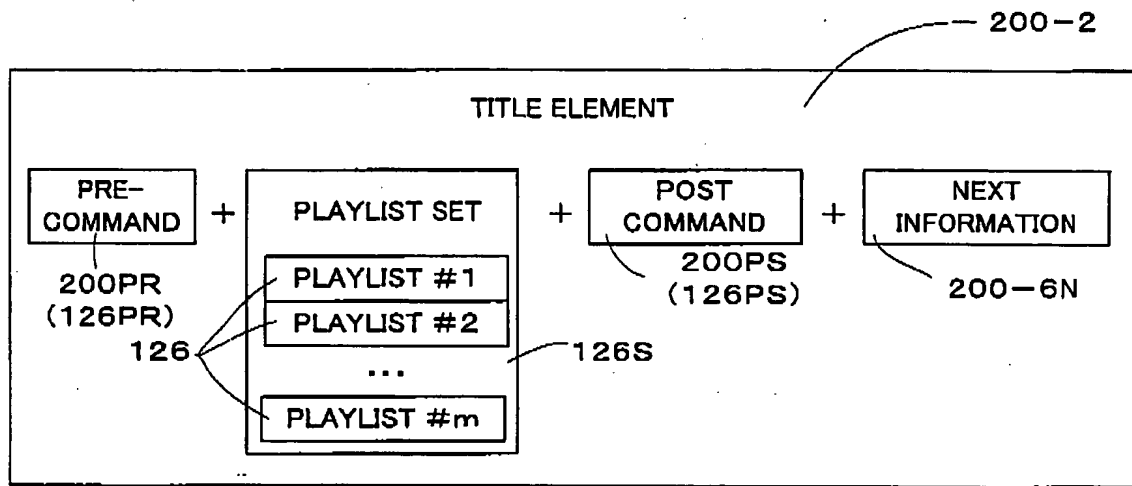 200-2
TITLE ELEMENT
PRE-
COMMAND
+
PLAYLIST SET
+
POST
COMMAND
+
NEXT
INFORMATION
200PR
(126PR)
PLAYLIST #1
PLAYLIST #2
...
PLAYLIST #m
126
126S
200PS
(126PS)
200-6N